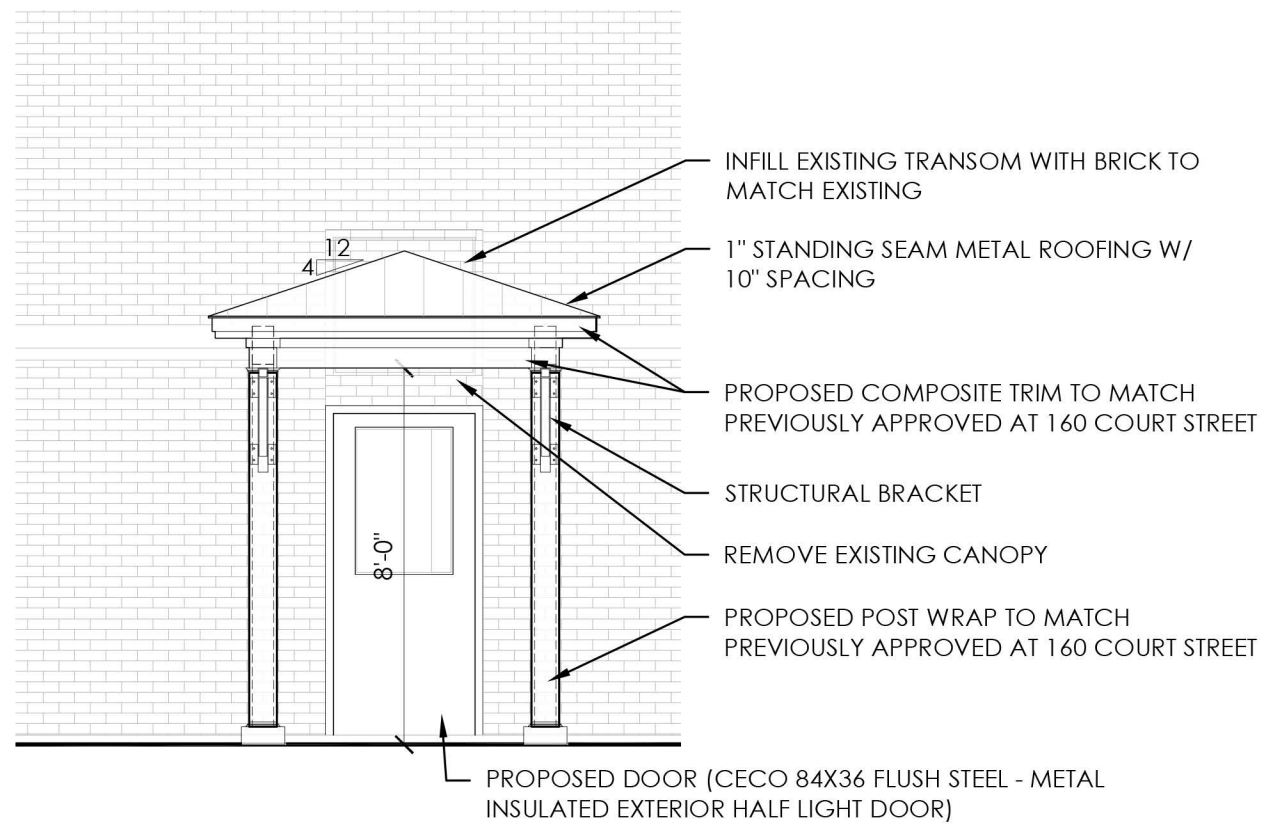 INFILL EXISTING TRANSOM WITH BRICK TO
MATCH EXISTING
12
4
1" STANDING SEAM METAL ROOFING W/
10" SPACING
PROPOSED COMPOSITE TRIM TO MATCH
PREVIOUSLY APPROVED AT 160 COURT STREET
STRUCTURAL BRACKET
8'-0"
REMOVE EXISTING CANOPY
PROPOSED POST WRAP TO MATCH
PREVIOUSLY APPROVED AT 160 COURT STREET
PROPOSED DOOR (CECO 84X36 FLUSH STEEL - METAL
INSULATED EXTERIOR HALF LIGHT DOOR)